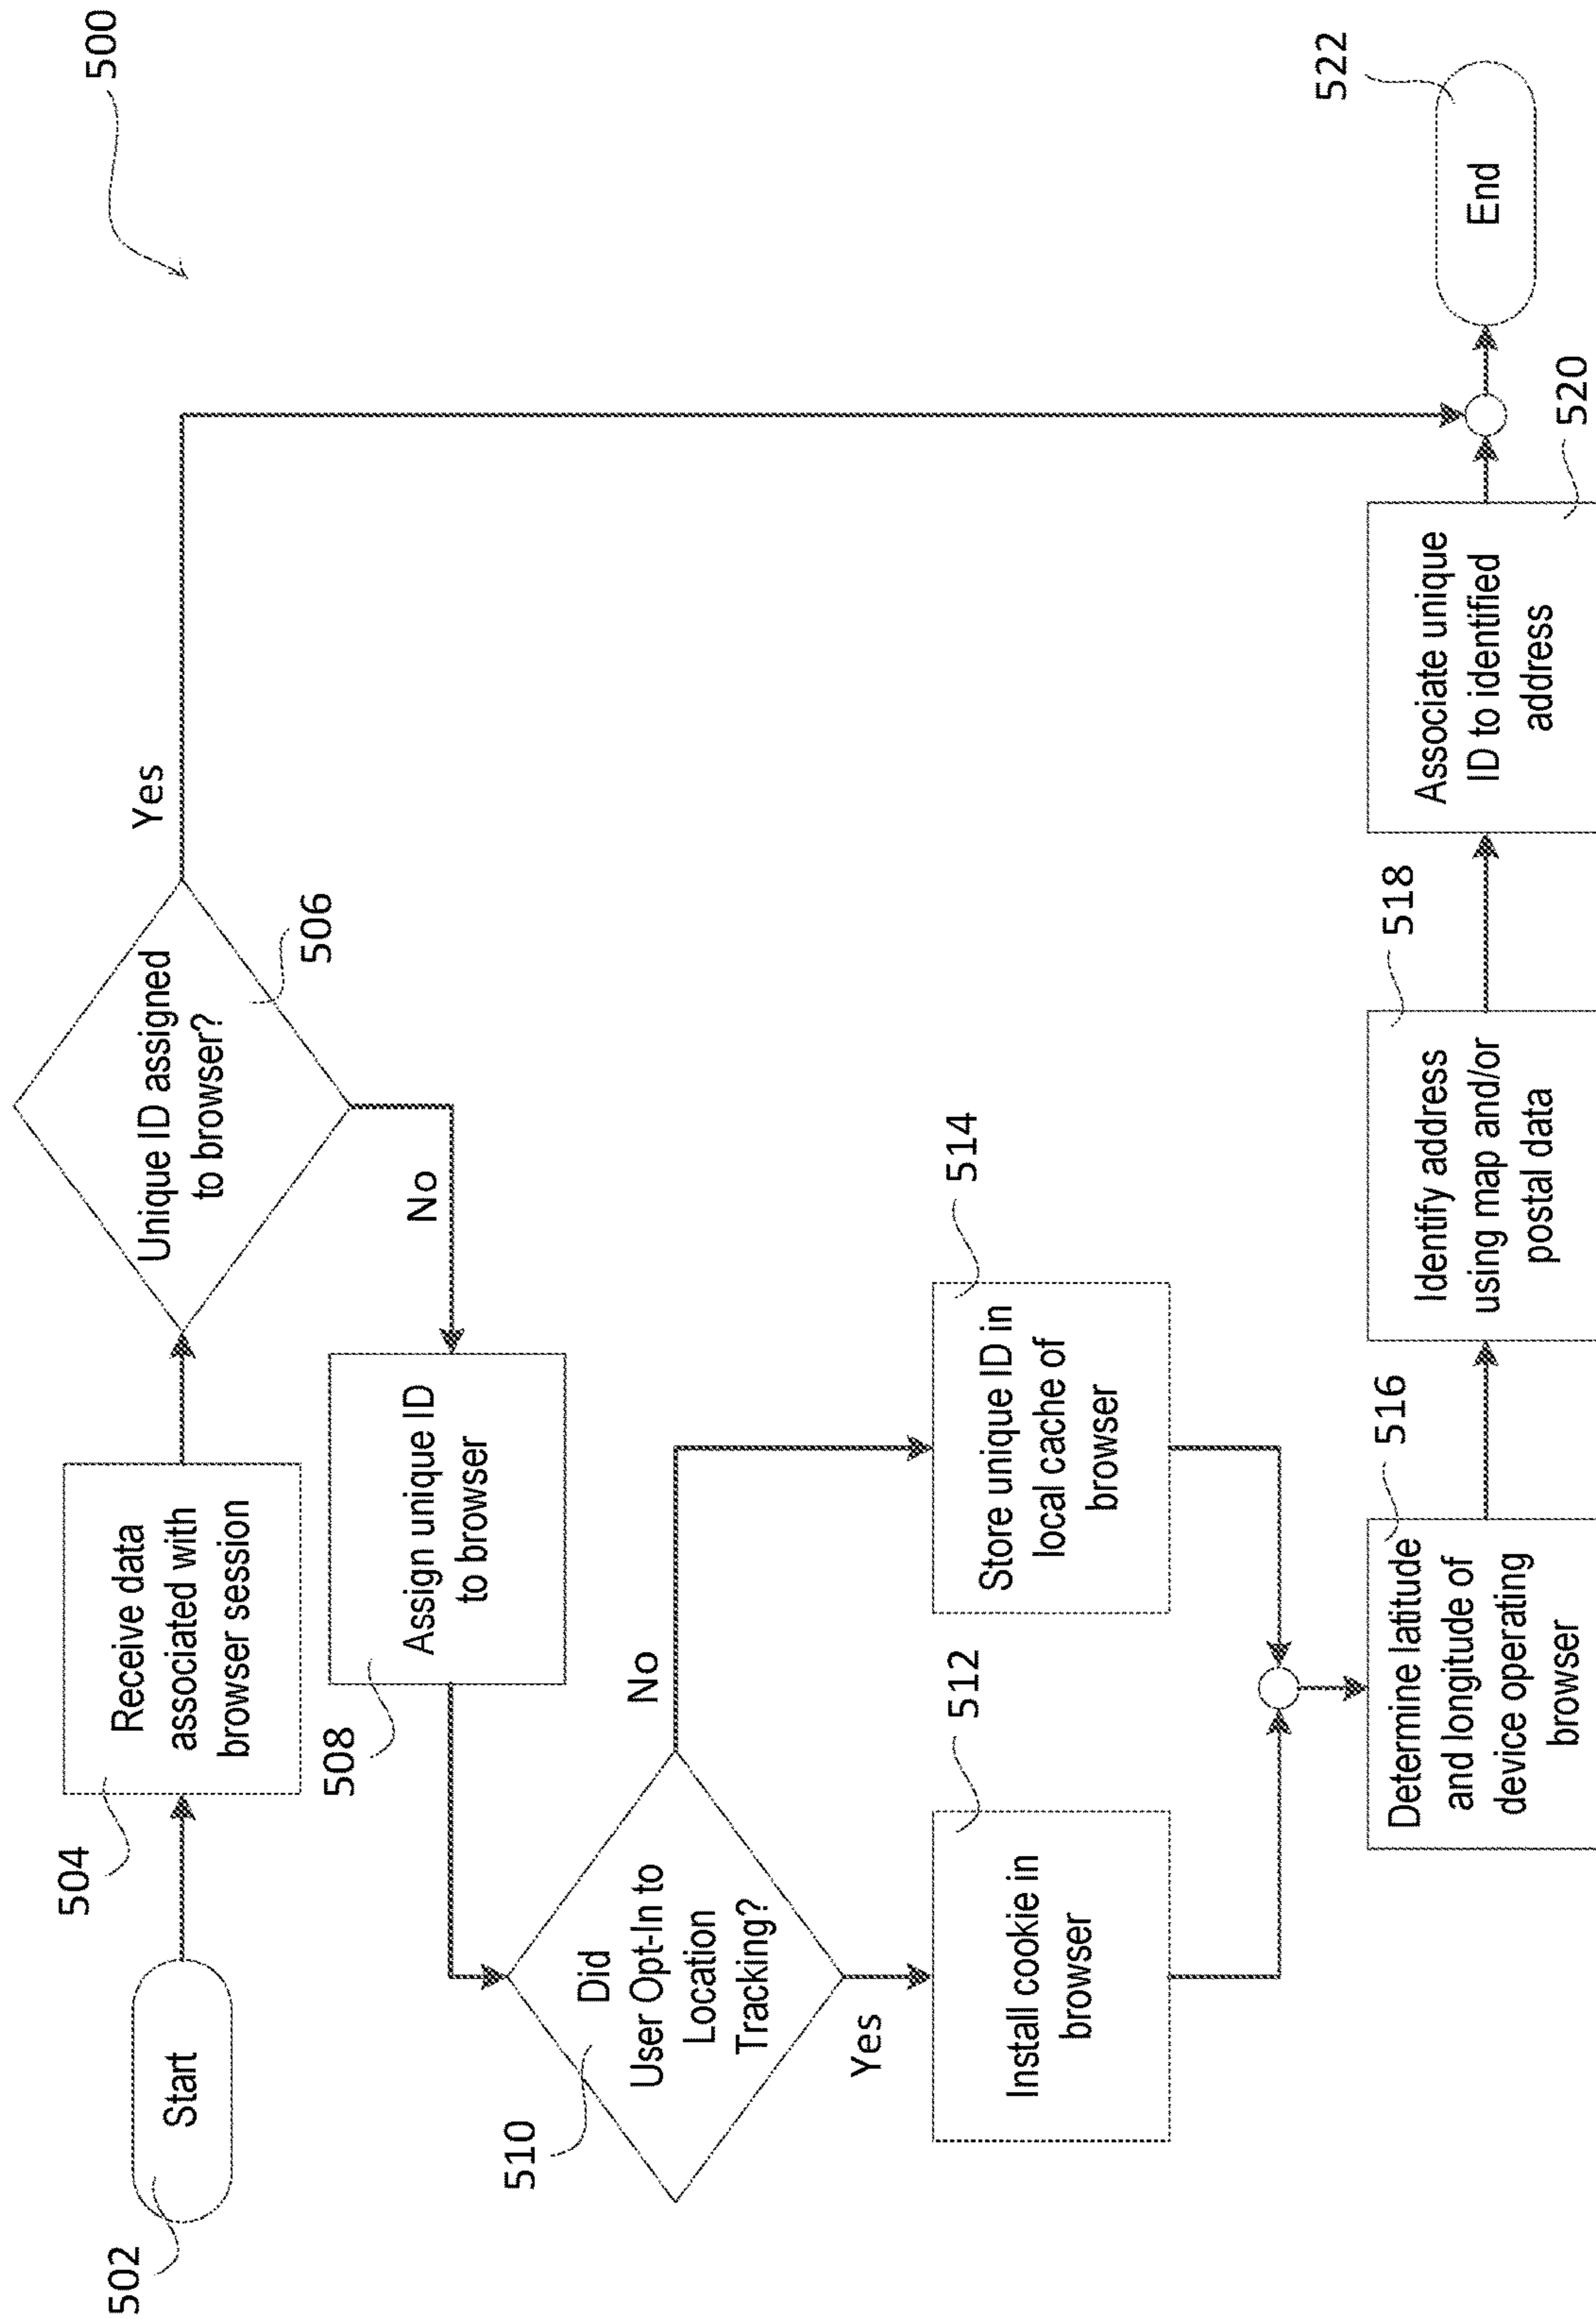 500
502
Start
504
Receive data
associated with
browser session
Unique ID assigned
to browser?
506
Yes
No
508
Assign unique ID
to browser
510
Did
User Opt-In to
Location
Tracking?
No
Yes
512
Install cookie in
browser
514
Store unique ID in
local cache of
browser
516
Determine latitude
and longitude of
device operating
browser
518
Identify address
using map and/or
postal data
520
Associate unique
ID to identified
address
522
End